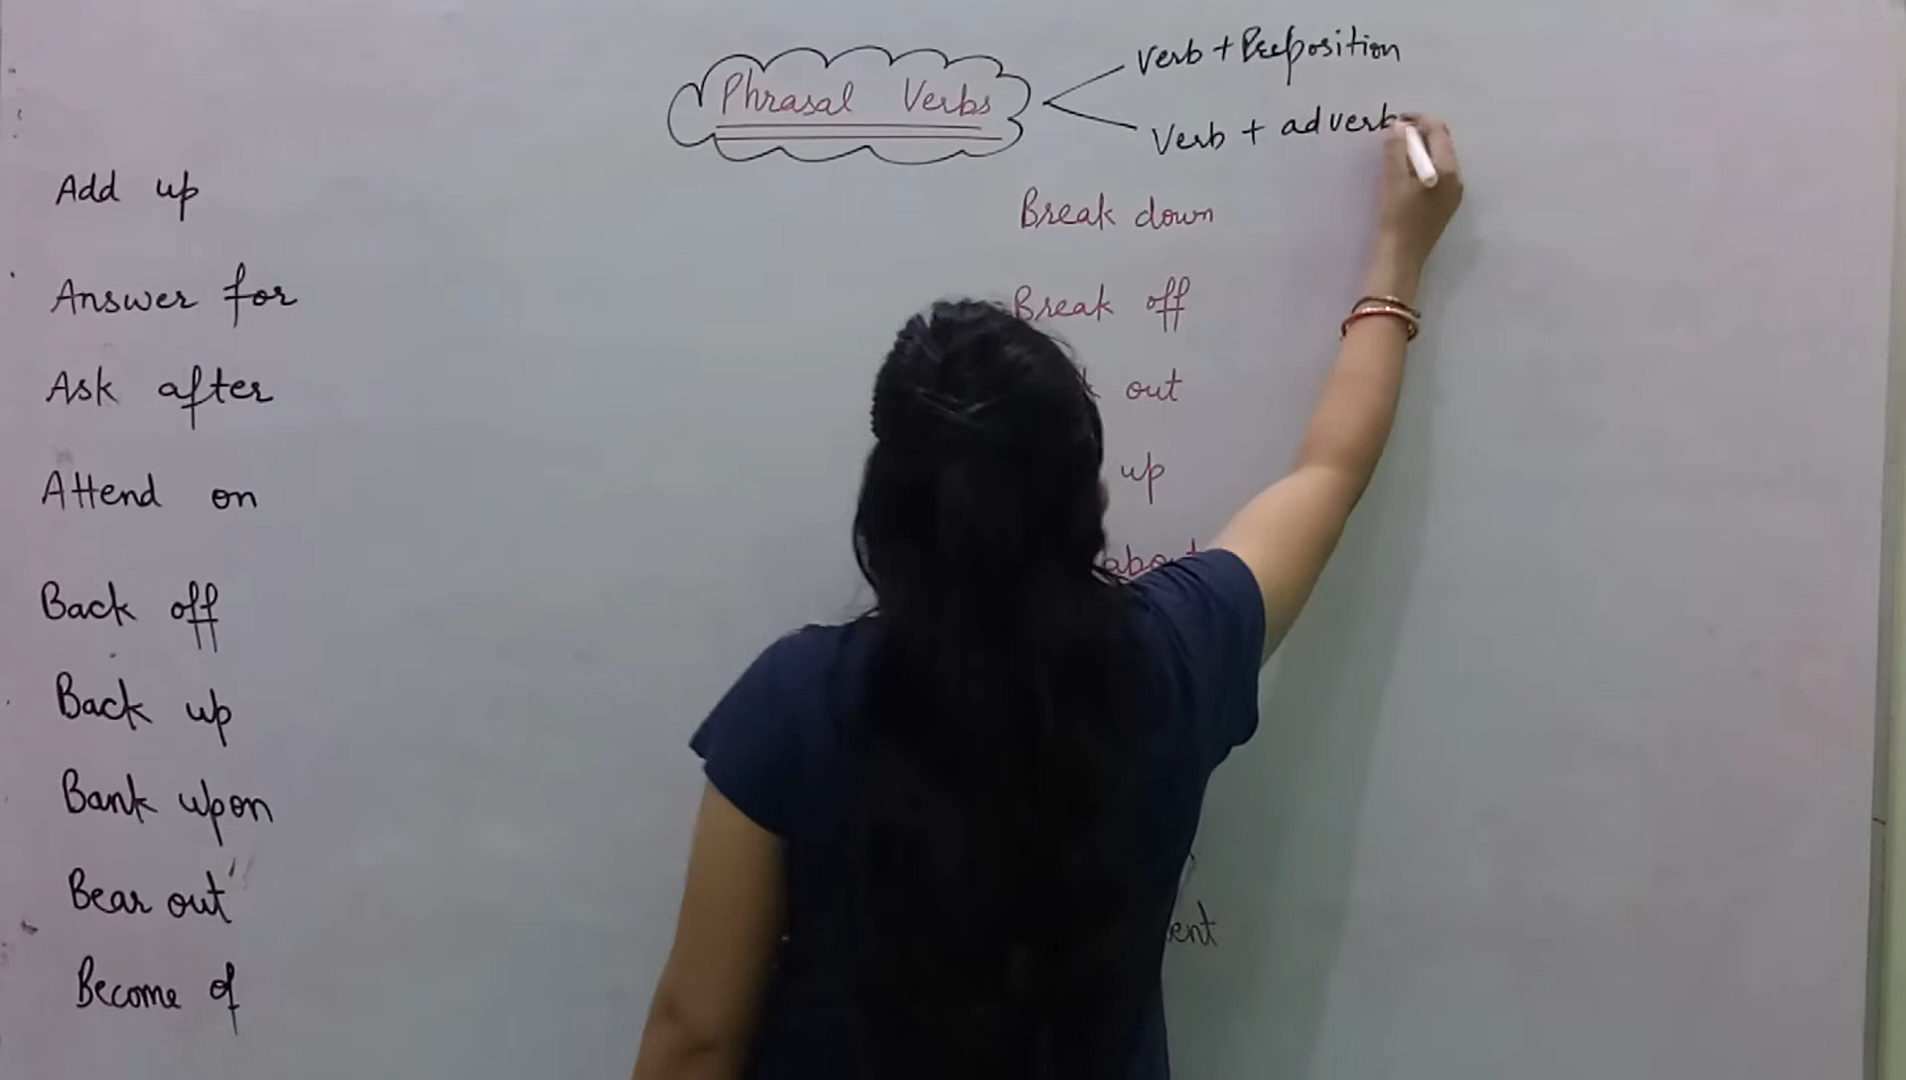 Phrasal Verbs
Verb + Preposition
Verb + adverb
Add up
Answer for
Ask after
Attend on
Back off
Back up
Bank upon
Bear out
Become of
Break down
Break off
out
up